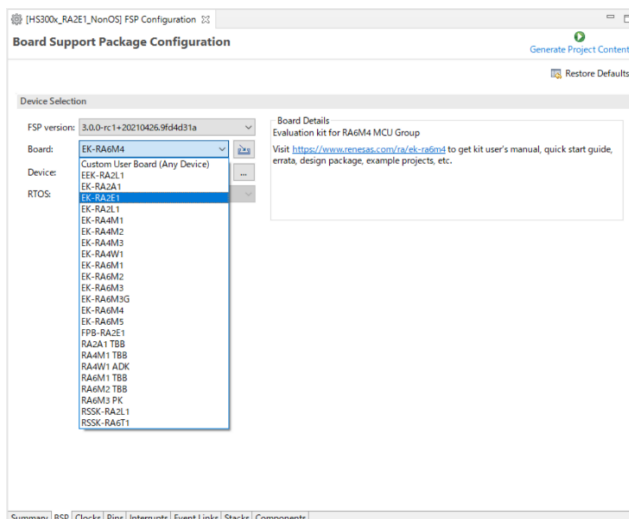 [HS300x_RA2E1_NonOS] FSP Configuration
Board Support Package Configuration
Generate Project Content
Restore Defaults
Device Selection
FSP version: 3.0.0-rc1+20210426.9fd4d31a
Board: EK-RA6M4
Device: ...
RTOS:
Custom User Board (Any Device)
EEK-RA2L1
EK-RA2A1
EK-RA2E1
EK-RA2L1
EK-RA4M1
EK-RA4M2
EK-RA4M3
EK-RA4W1
EK-RA6M1
EK-RA6M2
EK-RA6M3
EK-RA6M3G
EK-RA6M4
EK-RA6M5
FPB-RA2E1
RA2A1 TBB
RA4M1 TBB
RA4W1 ADK
RA6M1 TBB
RA6M2 TBB
RA6M3 PK
RSSK-RA2L1
RSSK-RA6T1
Board Details
Evaluation kit for RA6M4 MCU Group
Visit https://www.renesas.com/ra/ek-ra6m4 to get kit user's manual, quick start guide,
errata, design package, example projects, etc.
Summary BSP Clocks Pins Interrupts Event Links Stacks Components